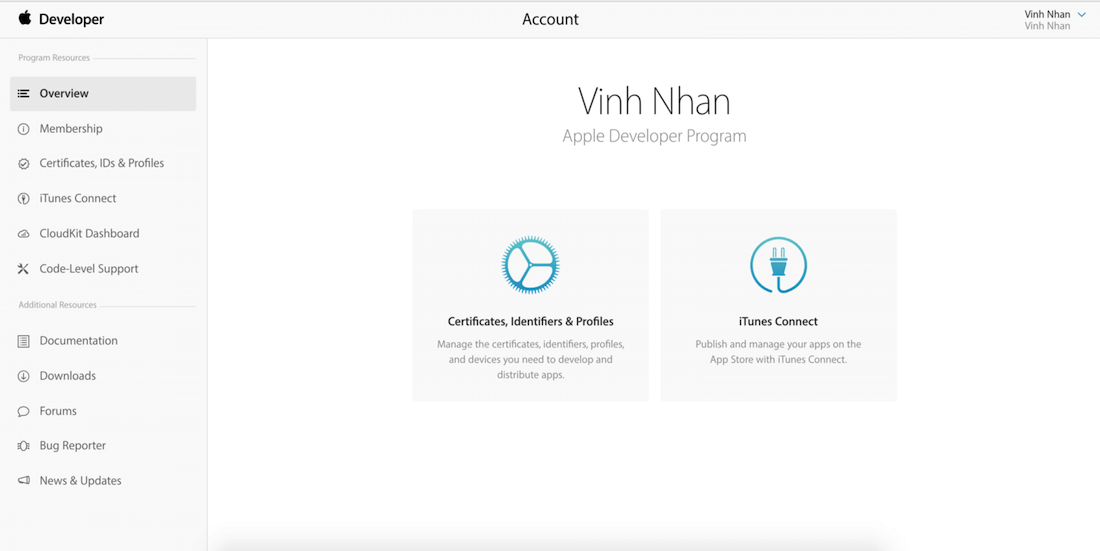 Developer
Account
Vinh Nhan
Vinh Nhan
Program Resources
Overview
Membership
Certificates, IDs & Profiles
iTunes Connect
CloudKit Dashboard
Code-Level Support
Additional Resources
Documentation
Downloads
Forums
Bug Reporter
News & Updates
Vinh Nhan
Apple Developer Program
Certificates, Identifiers & Profiles
Manage the certificates, identifiers, profiles,
and devices you need to develop and
distribute apps.
iTunes Connect
Publish and manage your apps on the
App Store with iTunes Connect.